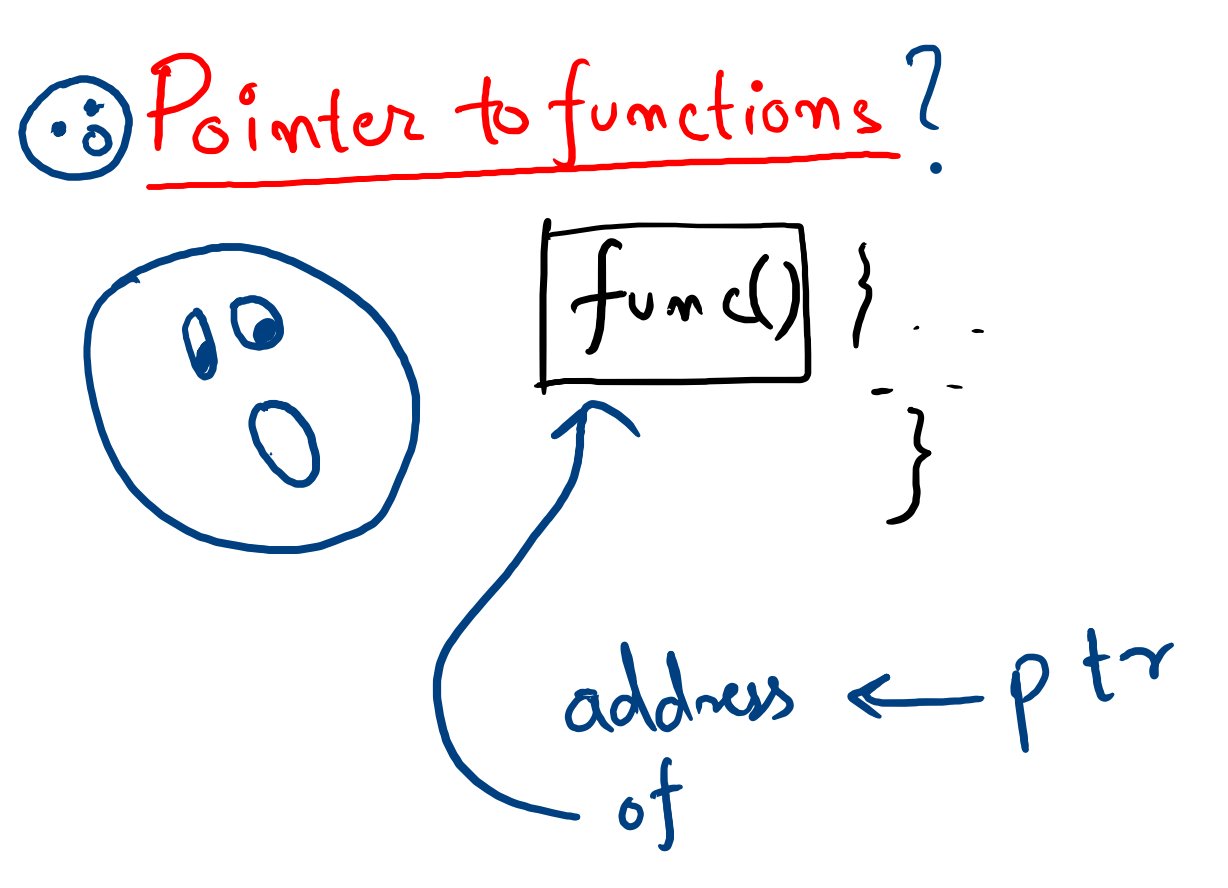 Pointer to functions?
func() }. -
- -
}
address ← ptr
of